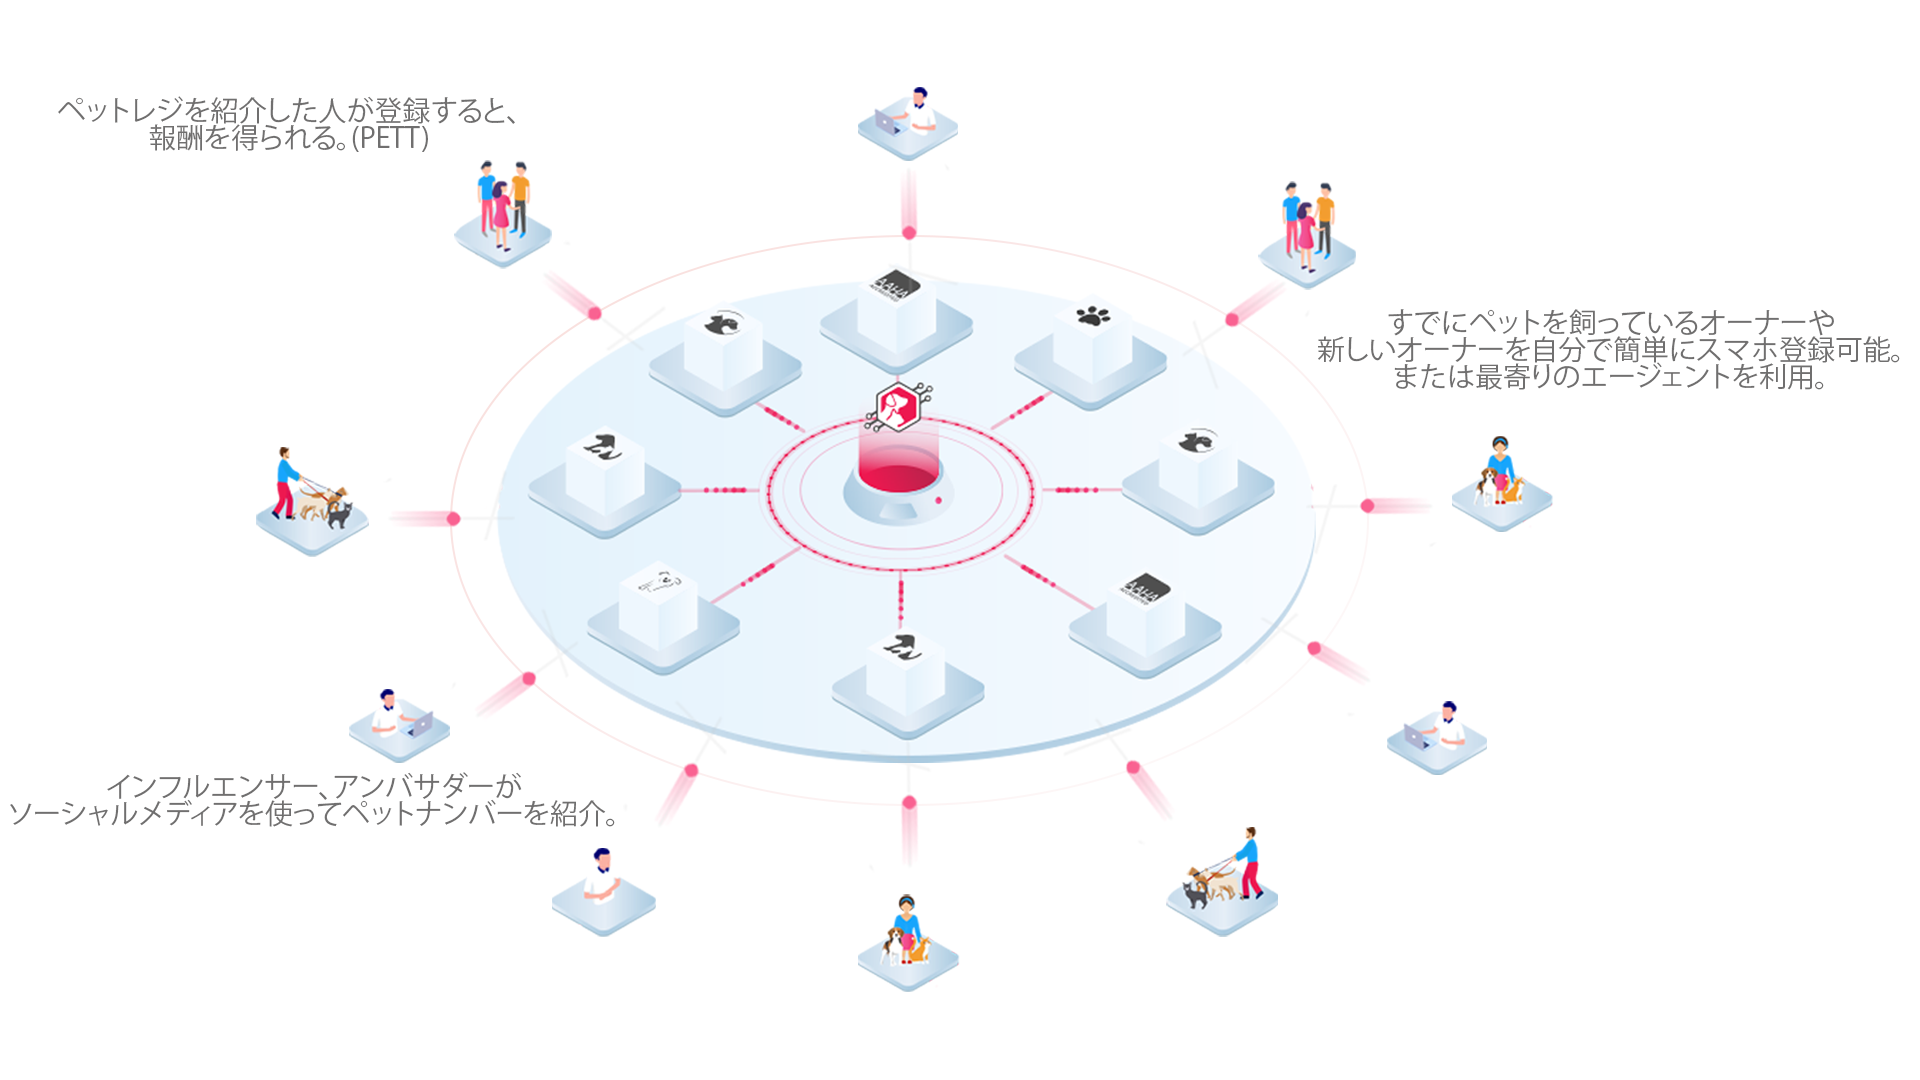 ペットレジを紹介した人が登録すると、
報酬を得られる。(PETT)
AAHA
すでにペットを飼っているオーナーや
新しいオーナーを自分で簡単にスマホ登録可能。
または最寄りのエージェントを利用。
AAHA
インフルエンサー、アンバサダーが
ソーシャルメディアを使ってペットナンバーを紹介。